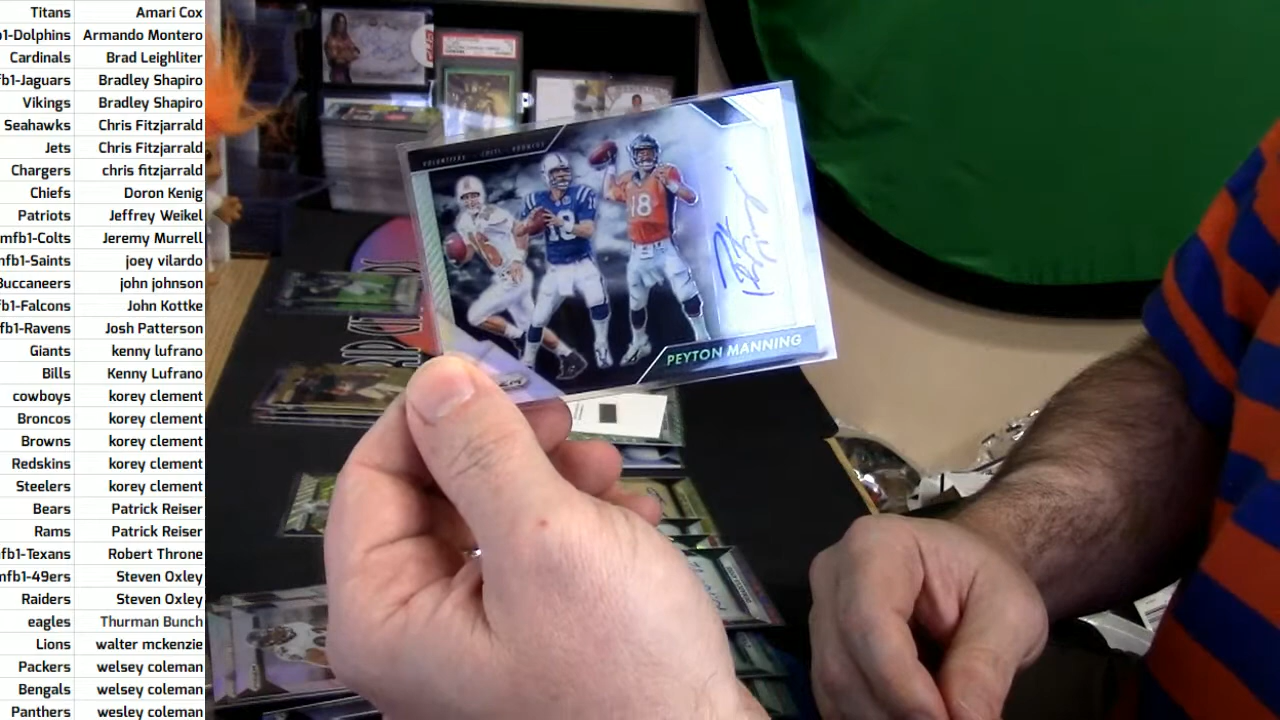 Titans Amari Cox
b1-Dolphins Armando Montero
Cardinals Brad Leighliter
fb1-Jaguars Bradley Shapiro
Vikings Bradley Shapiro
Seahawks Chris Fitzjarrald
Jets Chris Fitzjarrald
Chargers chris fitzjarrald
Chiefs Doron Kenig
Patriots Jeffrey Weikel
mfb1-Colts Jeremy Murrell
nfb1-Saints joey vilardo
Buccaneers john johnson
fb1-Falcons John Kottke
fb1-Ravens Josh Patterson
Giants kenny lufrano
Bills Kenny Lufrano
cowboys korey clement
Broncos korey clement
Browns korey clement
Redskins korey clement
Steelers korey clement
Bears Patrick Reiser
Rams Patrick Reiser
fb1-Texans Robert Throne
mfb1-49ers Steven Oxley
Raiders Steven Oxley
eagles Thurman Bunch
Lions walter mckenzie
Packers welsey coleman
Bengals welsey coleman
Panthers wesley coleman
VOLUNTEERS COLTS BRONCOS
18
18
PEYTON MANNING